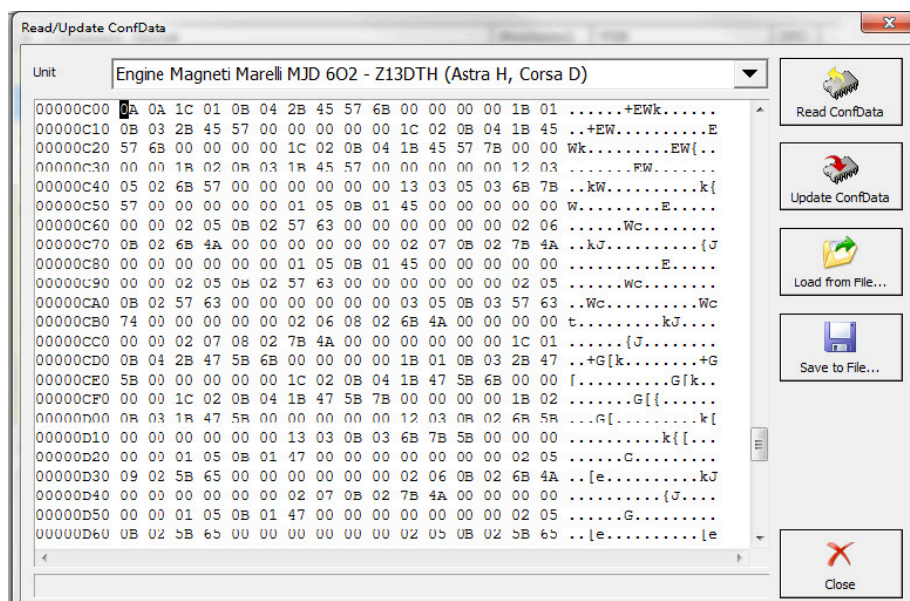 Read/Update ConfData
Unit
Engine Magneti Marelli MJD 6O2 - Z13DTH (Astra H, Corsa D)
00000C00 0A 0A 1C 01 0B 04 2B 45 57 6B 00 00 00 00 1B 01 ......+EWk......
00000C10 0B 03 2B 45 57 00 00 00 00 00 1C 02 0B 04 1B 45 ..+EW..........E
00000C20 57 6B 00 00 00 00 1C 02 0B 04 1B 45 57 7B 00 00 Wk.........EW{..
00000C30 00 00 1B 02 0B 03 1B 45 57 00 00 00 00 00 12 03 .......EW.......
00000C40 05 02 6B 57 00 00 00 00 00 00 13 03 05 03 6B 7B ..kW..........k{
00000C50 57 00 00 00 00 00 01 05 0B 01 45 00 00 00 00 00 W.........E.....
00000C60 00 00 02 05 0B 02 57 63 00 00 00 00 00 00 02 06 ......Wc........
00000C70 0B 02 6B 4A 00 00 00 00 00 00 02 07 0B 02 7B 4A ..kJ..........{J
00000C80 00 00 00 00 00 00 01 05 0B 01 45 00 00 00 00 00 ..........E.....
00000C90 00 00 02 05 0B 02 57 63 00 00 00 00 00 00 02 05 ......Wc........
00000CA0 0B 02 57 63 00 00 00 00 00 00 03 05 0B 03 57 63 ..Wc..........Wc
00000CB0 74 00 00 00 00 00 02 06 08 02 6B 4A 00 00 00 00 t.........kJ....
00000CC0 00 00 02 07 08 02 7B 4A 00 00 00 00 00 00 1C 01 ......{J........
00000CD0 0B 04 2B 47 5B 6B 00 00 00 00 1B 01 0B 03 2B 47 ..+G[k........+G
00000CE0 5B 00 00 00 00 00 1C 02 0B 04 1B 47 5B 6B 00 00 [..........G[k..
00000CF0 00 00 1C 02 0B 04 1B 47 5B 7B 00 00 00 00 1B 02 .......G[{......
00000D00 0B 03 1B 47 5B 00 00 00 00 00 12 03 0B 02 6B 5B ...G[.........k[
00000D10 00 00 00 00 00 00 13 03 0B 03 6B 7B 5B 00 00 00 ..........k{[...
00000D20 00 00 01 05 0B 01 47 00 00 00 00 00 00 00 02 05 ......G.........
00000D30 09 02 5B 65 00 00 00 00 00 00 02 06 0B 02 6B 4A ..[e..........kJ
00000D40 00 00 00 00 00 00 02 07 0B 02 7B 4A 00 00 00 00 ..........{J....
00000D50 00 00 01 05 0B 01 47 00 00 00 00 00 00 00 02 05 ......G.........
00000D60 0B 02 5B 65 00 00 00 00 00 00 02 05 0B 02 5B 65 ..[e..........[e
Read ConfData
Update ConfData
Load from File...
Save to File...
Close